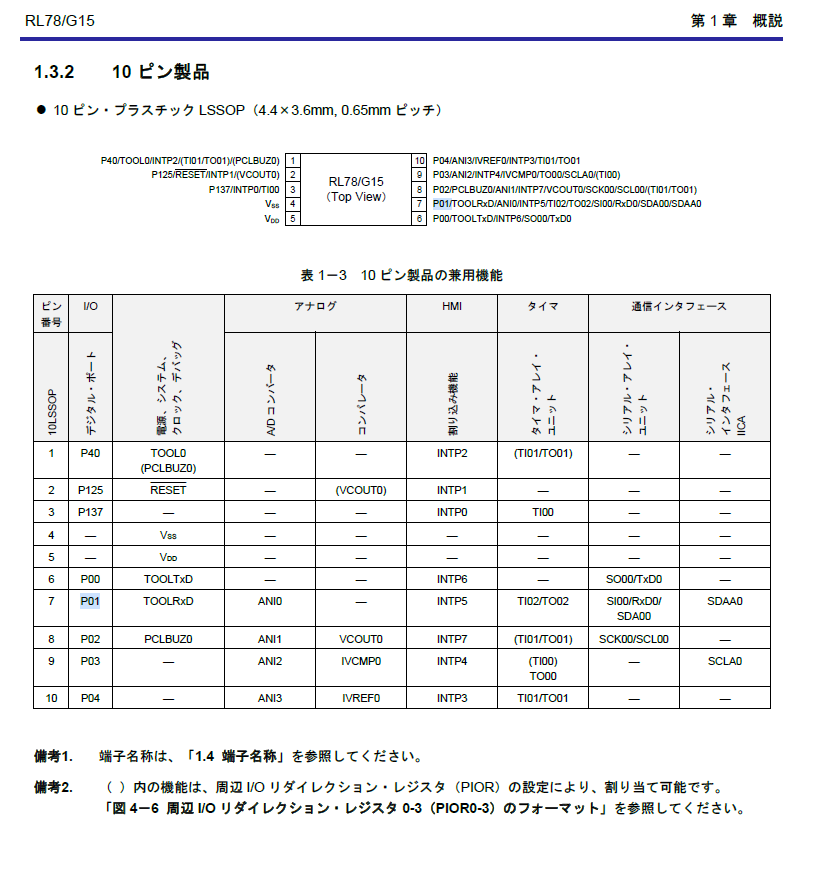 RL78/G15
第 1 章 概説
1.3.2 10 ピン製品
● 10 ピン・プラスチック LSSOP（4.4×3.6mm, 0.65mm ピッチ）
P40/TOOL0/INTP2/(TI01/TO01)/(PCLBUZ0) 1
P125/RESET/INTP1/(VCOUT0) 2
P137/INTP0/TI00 3
VSS 4
VDD 5
RL78/G15
（Top View）
10 P04/ANI3/IVREF0/INTP3/TI01/TO01
9 P03/ANI2/INTP4/IVCMP0/TO00/SCLA0/(TI00)
8 P02/PCLBUZ0/ANI1/INTP7/VCOUT0/SCK00/SCL00/(TI01/TO01)
7 P01/TOOLRxD/ANI0/INTP5/TI02/TO02/SI00/RxD0/SDA00/SDAA0
6 P00/TOOLTxD/INTP6/SO00/TxD0
表 1－3 10 ピン製品の兼用機能
ピン番号 I/O アナログ HMI タイマ 通信インタフェース
10LSSOP デジタル・ポート 電源、システム、クロック、デバッグ A/D コンバータ コンパレータ 割り込み機能 タイマ・アレイ・ユニット シリアル・アレイ・ユニット シリアル・インタフェース IICA
1 P40 TOOL0 (PCLBUZ0) — — INTP2 (TI01/TO01) — —
2 P125 RESET — (VCOUT0) INTP1 — — —
3 P137 — — — INTP0 TI00 — —
4 — VSS — — — — — —
5 — VDD — — — — — —
6 P00 TOOLTxD — — INTP6 — SO00/TxD0 —
7 P01 TOOLRxD ANI0 — INTP5 TI02/TO02 SI00/RxD0/SDA00 SDAA0
8 P02 PCLBUZ0 ANI1 VCOUT0 INTP7 (TI01/TO01) SCK00/SCL00 —
9 P03 — ANI2 IVCMP0 INTP4 (TI00) TO00 — SCLA0
10 P04 — ANI3 IVREF0 INTP3 TI01/TO01 — —
備考1. 端子名称は、「1.4 端子名称」を参照してください。
備考2. （ ）内の機能は、周辺 I/O リダイレクション・レジスタ（PIOR）の設定により、割り当て可能です。
「図 4－6 周辺 I/O リダイレクション・レジスタ 0-3（PIOR0-3）のフォーマット」を参照してください。